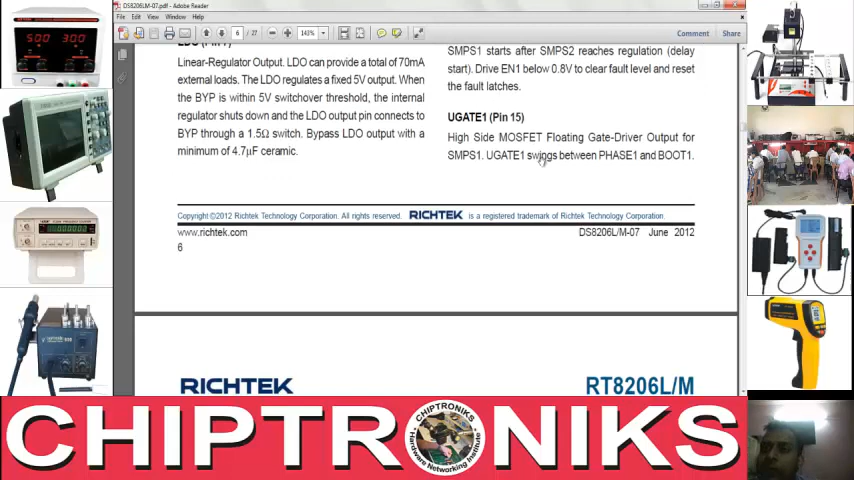 DS8206LM-07.pdf - Adobe Reader
File Edit View Window Help
6 / 27 143%
Comment Share
LDO (Pin 7)
Linear-Regulator Output. LDO can provide a total of 70mA
external loads. The LDO regulates a fixed 5V output. When
the BYP is within 5V switchover threshold, the internal
regulator shuts down and the LDO output pin connects to
BYP through a 1.5Ω switch. Bypass LDO output with a
minimum of 4.7μF ceramic.
SMPS1 starts after SMPS2 reaches regulation (delay
start). Drive EN1 below 0.8V to clear fault level and reset
the fault latches.
UGATE1 (Pin 15)
High Side MOSFET Floating Gate-Driver Output for
SMPS1. UGATE1 swings between PHASE1 and BOOT1.
Copyright ©2012 Richtek Technology Corporation. All rights reserved. RICHTEK is a registered trademark of Richtek Technology Corporation.
www.richtek.com DS8206L/M-07 June 2012
6
RICHTEK RT8206L/M
500 300
CHIPTRONIKS
CHIPTRONIKS
Hardware Networking Institute